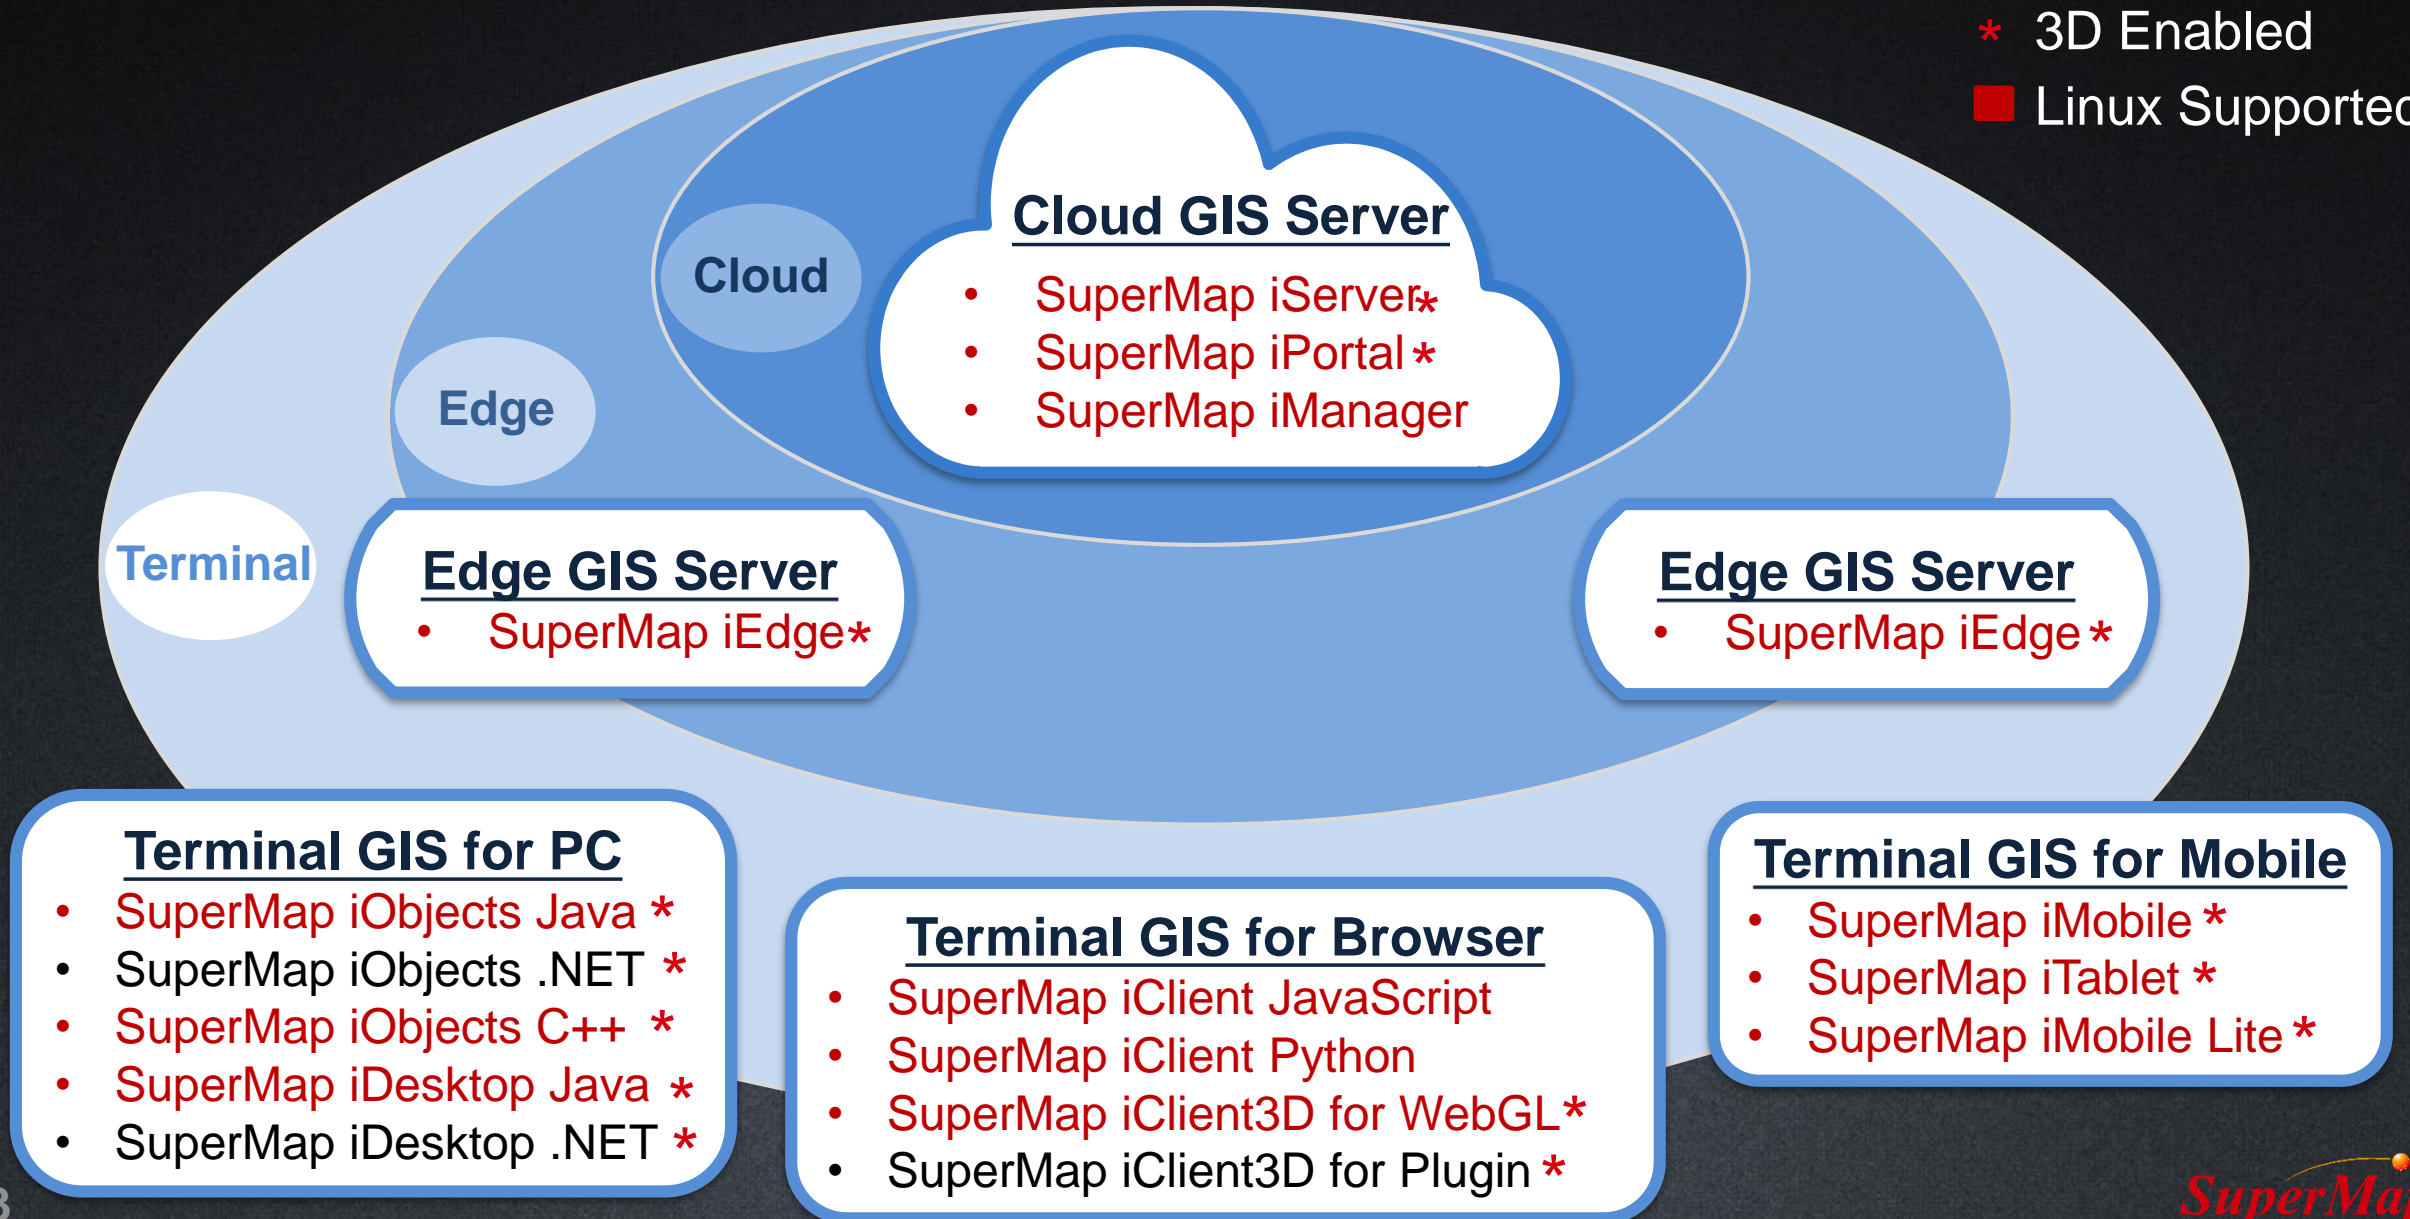 * 3D Enabled
Linux Supported
Cloud GIS Server
• SuperMap iServer*
• SuperMap iPortal *
• SuperMap iManager
Cloud
Edge
Terminal
Edge GIS Server
• SuperMap iEdge*
Edge GIS Server
• SuperMap iEdge *
Terminal GIS for PC
• SuperMap iObjects Java *
• SuperMap iObjects .NET *
• SuperMap iObjects C++ *
• SuperMap iDesktop Java *
• SuperMap iDesktop .NET *
Terminal GIS for Browser
• SuperMap iClient JavaScript
• SuperMap iClient Python
• SuperMap iClient3D for WebGL*
• SuperMap iClient3D for Plugin *
Terminal GIS for Mobile
• SuperMap iMobile *
• SuperMap iTablet *
• SuperMap iMobile Lite *
SuperMap